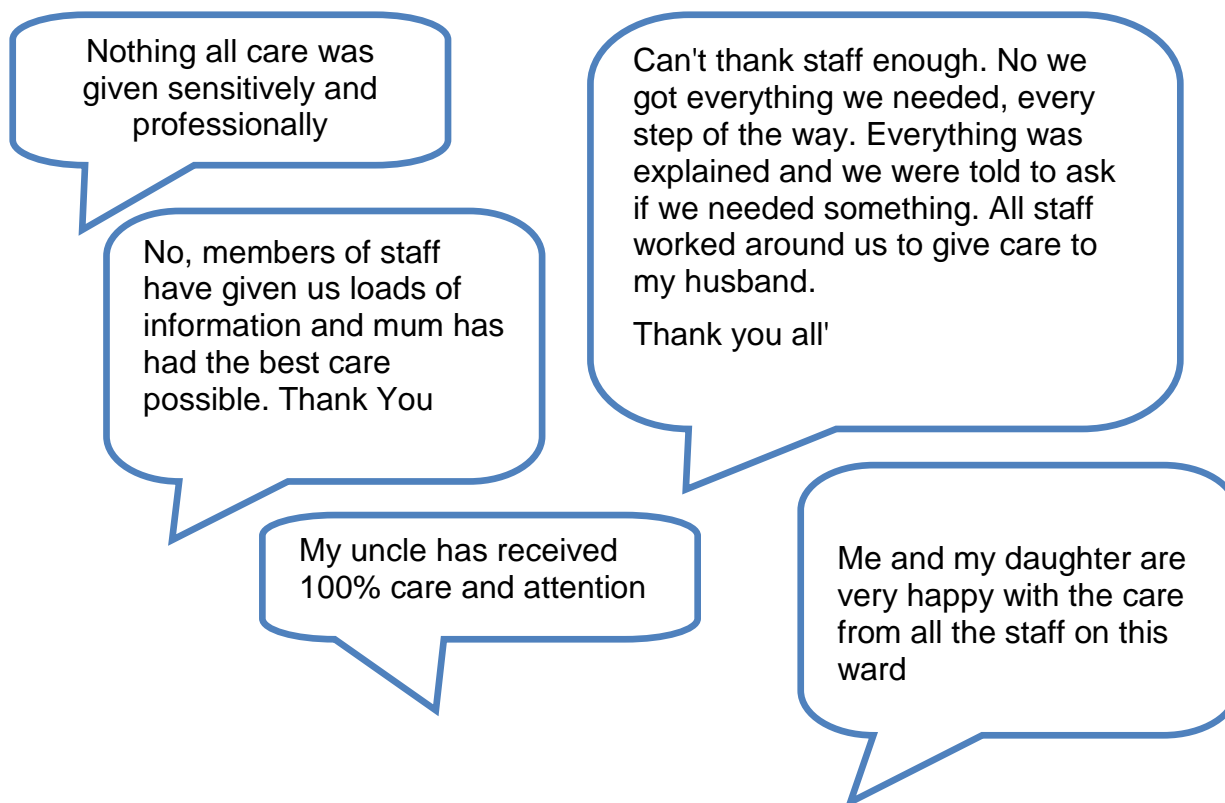 Nothing all care was
given sensitively and
professionally
Can't thank staff enough. No we
got everything we needed, every
step of the way. Everything was
explained and we were told to ask
if we needed something. All staff
worked around us to give care to
my husband.
Thank you all'
No, members of staff
have given us loads of
information and mum has
had the best care
possible. Thank You
My uncle has received
100% care and attention
Me and my daughter are
very happy with the care
from all the staff on this
ward